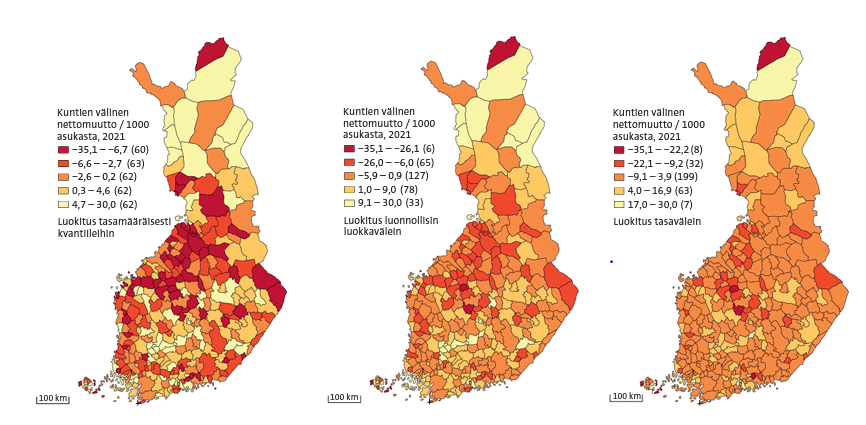 Kuntien välinen
nettomuutto / 1000
asukasta, 2021
−35,1 – −6,7 (60)
−6,6 – −2,7 (63)
−2,6 – 0,2 (62)
0,3 – 4,6 (62)
4,7 – 30,0 (62)
Luokitus tasamääräisesti
kvantiileihin
100 km
Kuntien välinen
nettomuutto / 1000
asukasta, 2021
−35,1 – −26,1 (6)
−26,0 – −6,0 (65)
−5,9 – 0,9 (127)
1,0 – 9,0 (78)
9,1 – 30,0 (33)
Luokitus luonnollisin
luokkavälein
100 km
Kuntien välinen
nettomuutto / 1000
asukasta, 2021
−35,1 – −22,2 (8)
−22,1 – −9,2 (32)
−9,1 – 3,9 (199)
4,0 – 16,9 (63)
17,0 – 30,0 (7)
Luokitus tasavälein
100 km